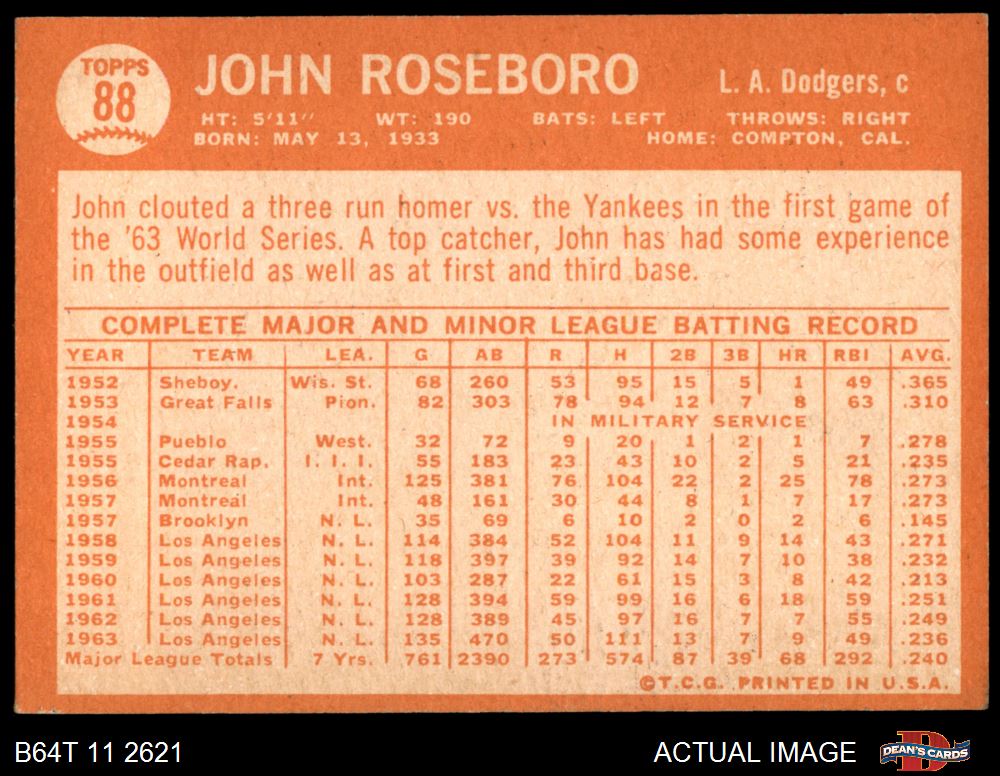 TOPPS
88
JOHN ROSEBORO
L. A. Dodgers, c
HT: 5'11" WT: 190 BATS: LEFT THROWS: RIGHT
BORN: MAY 13, 1933 HOME: COMPTON, CAL.
John clouted a three run homer vs. the Yankees in the first game of
the '63 World Series. A top catcher, John has had some experience
in the outfield as well as at first and third base.
COMPLETE MAJOR AND MINOR LEAGUE BATTING RECORD
YEAR TEAM LEA. G AB R H 2B 3B HR RBI AVG.
1952 Sheboy. Wis. St. 68 260 53 95 15 5 1 49 .365
1953 Great Falls Pion. 82 303 78 94 12 7 8 63 .310
1954 IN MILITARY SERVICE
1955 Pueblo West. 32 72 9 20 1 2 1 7 .278
1955 Cedar Rap. I. I. I. 55 183 23 43 10 2 5 21 .235
1956 Montreal Int. 125 381 76 104 22 2 25 78 .273
1957 Montreal Int. 48 161 30 44 8 1 7 17 .273
1957 Brooklyn N. L. 35 69 6 10 2 0 2 6 .145
1958 Los Angeles N. L. 114 384 52 104 11 9 14 43 .271
1959 Los Angeles N. L. 118 397 39 92 14 7 10 38 .232
1960 Los Angeles N. L. 103 287 22 61 15 3 8 42 .213
1961 Los Angeles N. L. 128 394 59 99 16 6 18 59 .251
1962 Los Angeles N. L. 128 389 45 97 16 7 7 55 .249
1963 Los Angeles N. L. 135 470 50 111 13 7 9 49 .236
Major League Totals 7 Yrs. 761 2390 273 574 87 39 68 292 .240
©T.C.G. PRINTED IN U.S.A.
B64T 11 2621 ACTUAL IMAGE DEAN'S CARDS